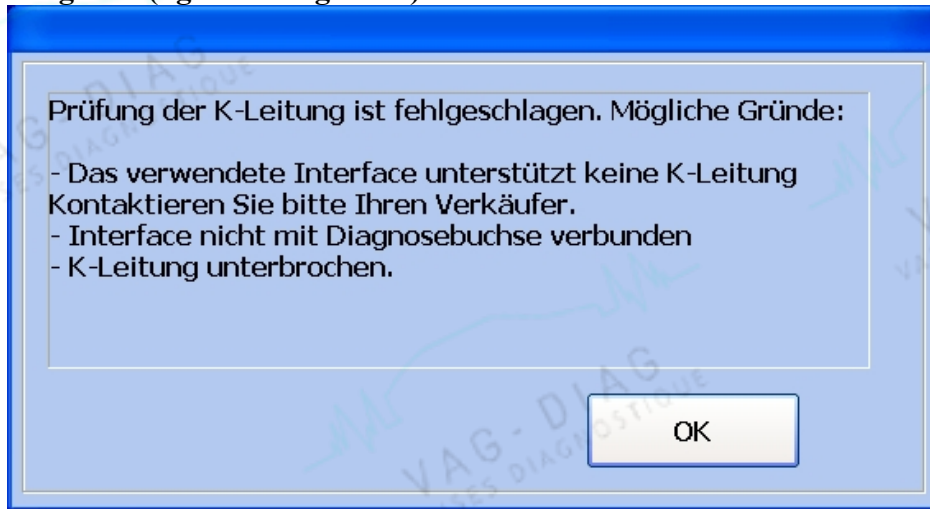 Prüfung der K-Leitung ist fehlgeschlagen. Mögliche Gründe:
- Das verwendete Interface unterstützt keine K-Leitung
Kontaktieren Sie bitte Ihren Verkäufer.
- Interface nicht mit Diagnosebuchse verbunden
- K-Leitung unterbrochen.
OK
VAG-DIAG